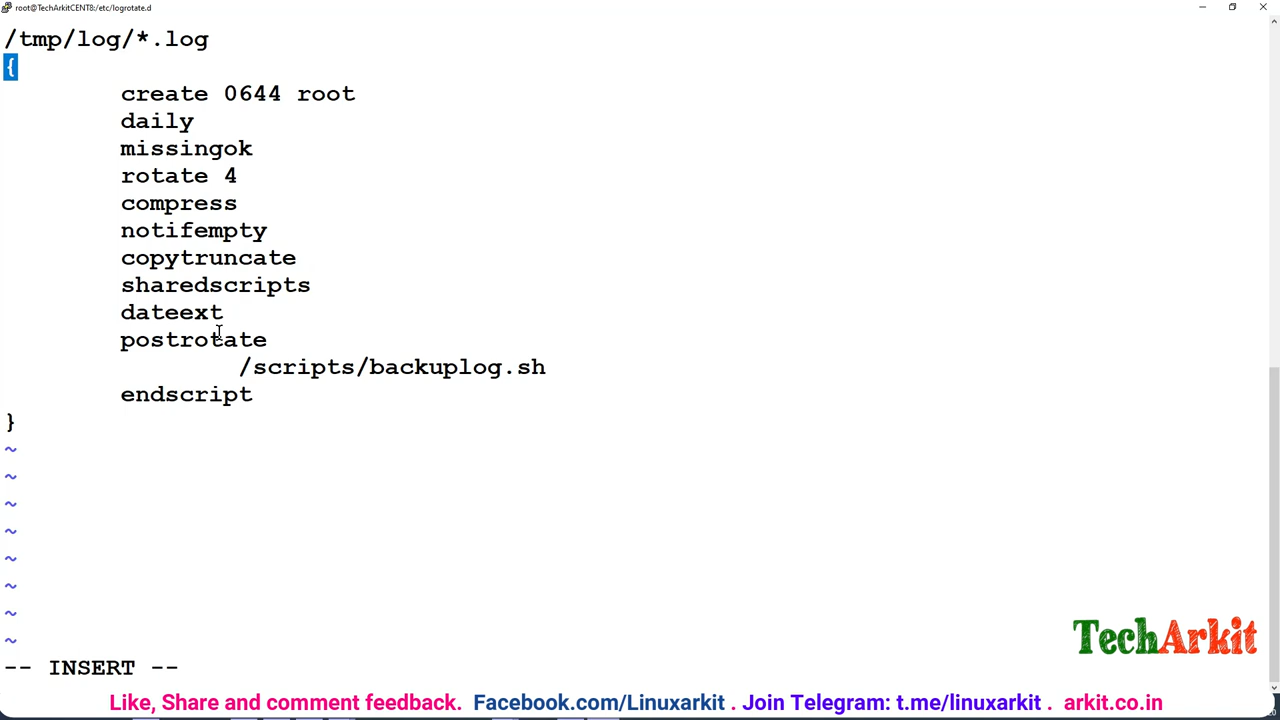 root@TechArkitCENT8:/etc/logrotate.d
/tmp/log/*.log
{
create 0644 root
daily
missingok
rotate 4
compress
notifempty
copytruncate
sharedscripts
dateext
postrotate
/scripts/backuplog.sh
endscript
}
~
~
~
~
~
~
~
~
TechArkit
-- INSERT --
Like, Share and comment feedback. Facebook.com/Linuxarkit . Join Telegram: t.me/linuxarkit . arkit.co.in